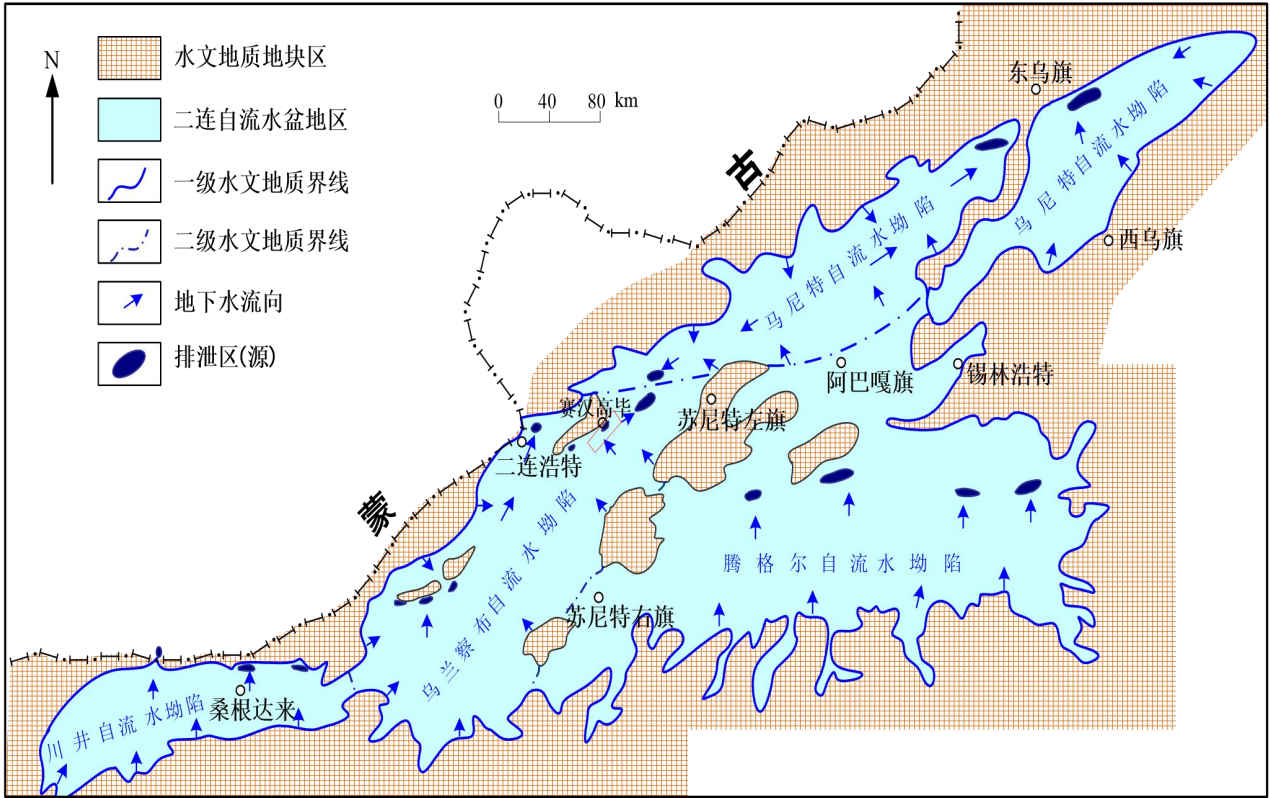 N
水文地质地块区
二连自流水盆地区
一级水文地质界线
二级水文地质界线
地下水流向
排泄区(源)
0 40 80 km
蒙古
东乌旗
西乌旗
乌尼特自流水坳陷
马尼特自流水坳陷
阿巴嘎旗
锡林浩特
赛汉高毕
苏尼特左旗
二连浩特
乌兰察布自流水坳陷
腾格尔自流水坳陷
苏尼特右旗
桑根达来
川井自流水坳陷